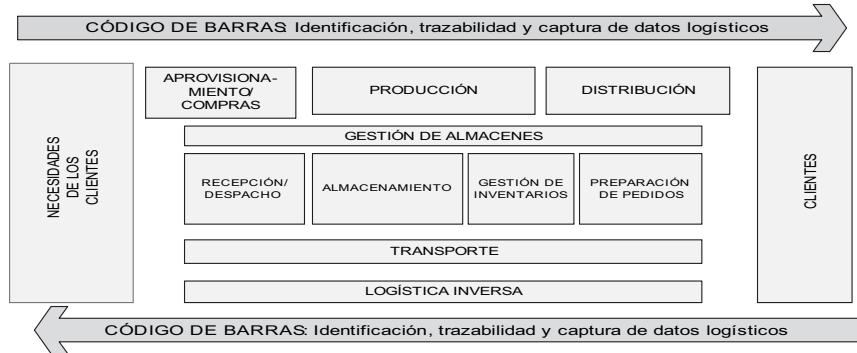 CÓDIGO DE BARRAS: Identificación, trazabilidad y captura de datos logísticos
NECESIDADES
DE LOS
CLIENTES
APROVISIONA-
MIENTO/
COMPRAS
PRODUCCIÓN
DISTRIBUCIÓN
GESTIÓN DE ALMACENES
RECEPCIÓN/
DESPACHO
ALMACENAMIENTO
GESTIÓN DE
INVENTARIOS
PREPARACIÓN
DE PEDIDOS
TRANSPORTE
LOGÍSTICA INVERSA
CLIENTES
CÓDIGO DE BARRAS: Identificación, trazabilidad y captura de datos logísticos